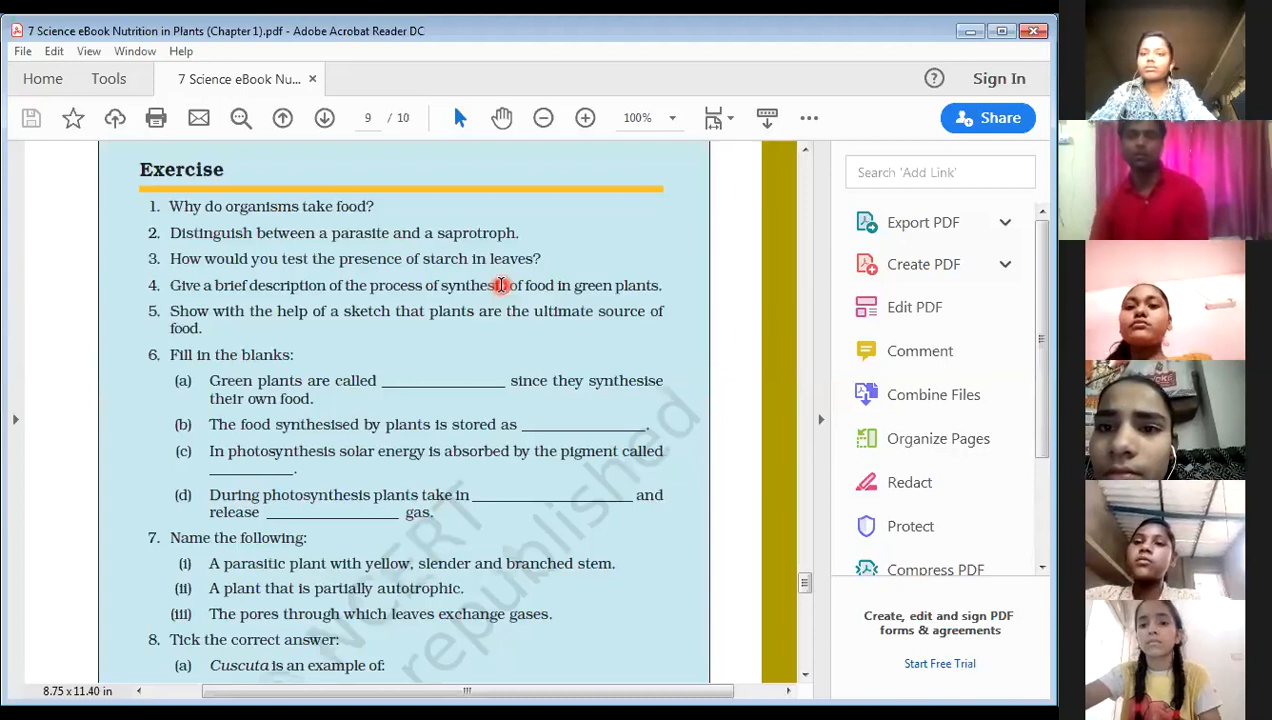 7 Science eBook Nutrition in Plants (Chapter 1).pdf - Adobe Acrobat Reader DC
File Edit View Window Help
Home Tools 7 Science eBook Nu... × Sign In
9 / 10 100% Share
Exercise
1. Why do organisms take food?
2. Distinguish between a parasite and a saprotroph.
3. How would you test the presence of starch in leaves?
4. Give a brief description of the process of synthesis of food in green plants.
5. Show with the help of a sketch that plants are the ultimate source of
food.
6. Fill in the blanks:
(a) Green plants are called ____________ since they synthesise
their own food.
(b) The food synthesised by plants is stored as ____________.
(c) In photosynthesis solar energy is absorbed by the pigment called
____________.
(d) During photosynthesis plants take in ____________ and
release ____________ gas.
7. Name the following:
(i) A parasitic plant with yellow, slender and branched stem.
(ii) A plant that is partially autotrophic.
(iii) The pores through which leaves exchange gases.
8. Tick the correct answer:
(a) Cuscuta is an example of:
NCERT
republished
8.75 x 11.40 in
Search 'Add Link'
Export PDF
Create PDF
Edit PDF
Comment
Combine Files
Organize Pages
Redact
Protect
Compress PDF
Create, edit and sign PDF
forms & agreements
Start Free Trial